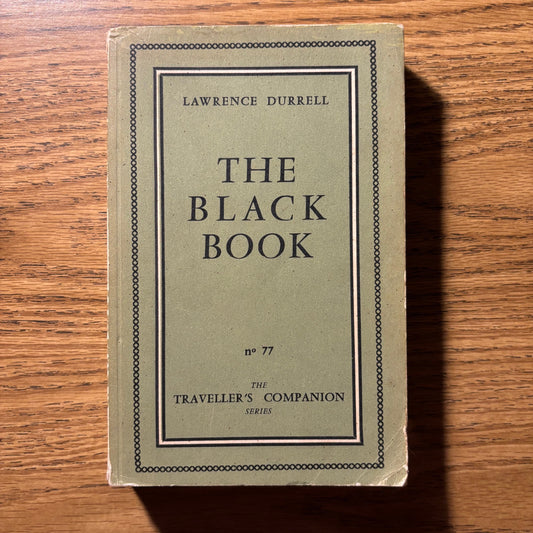 LAWRENCE DURRELL
THE
BLACK
BOOK
nº 77
THE
TRAVELLER'S COMPANION
SERIES